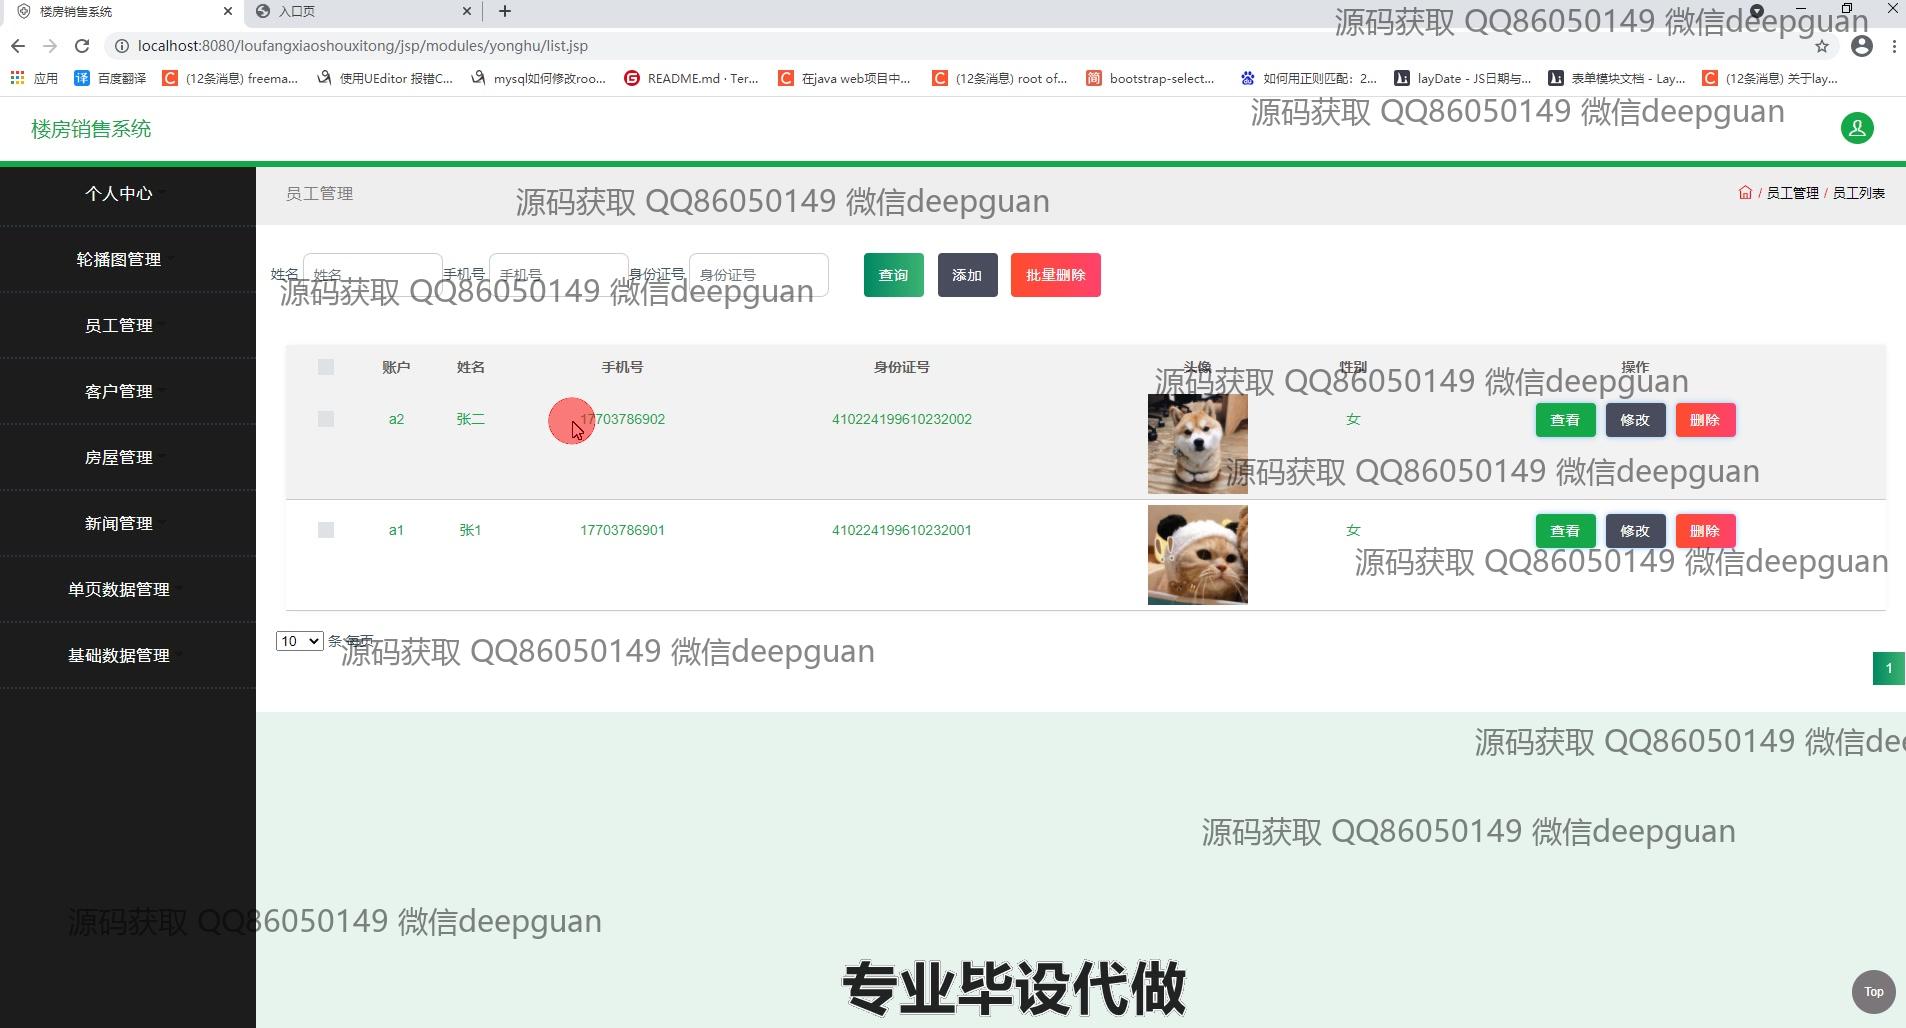 楼房销售系统
入口页
源码获取 QQ86050149 微信deepguan
localhost:8080/loufangxiaoshouxitong/jsp/modules/yonghu/list.jsp
应用 百度翻译 (12条消息) freema... 使用UEditor 报错C... mysql如何修改roo... README.md · Ter... 在java web项目中... (12条消息) root of... bootstrap-select... 如何用正则匹配：2... layDate - JS日期与... 表单模块文档 - Lay... (12条消息) 关于lay...
源码获取 QQ86050149 微信deepguan
楼房销售系统
个人中心
轮播图管理
员工管理
客户管理
房屋管理
新闻管理
单页数据管理
基础数据管理
员工管理
源码获取 QQ86050149 微信deepguan
/ 员工管理 / 员工列表
姓名 姓名 手机号 手机号 身份证号 身份证号 查询 添加 批量删除
源码获取 QQ86050149 微信deepguan
账户 姓名 手机号 身份证号 头像 性别 操作
源码获取 QQ86050149 微信deepguan
a2 张二 17703786902 410224199610232002 女 查看 修改 删除
源码获取 QQ86050149 微信deepguan
a1 张1 17703786901 410224199610232001 女 查看 修改 删除
源码获取 QQ86050149 微信deepguan
10 条 每页
源码获取 QQ86050149 微信deepguan
1
源码获取 QQ86050149 微信dee
源码获取 QQ86050149 微信deepguan
源码获取 QQ86050149 微信deepguan
专业毕设代做
Top